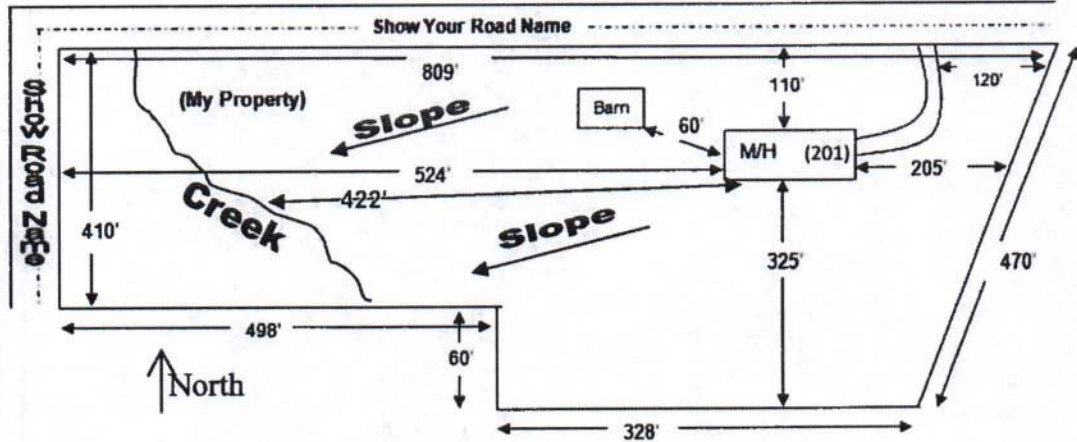 Show Your Road Name
Show Road Name
809'
110'
120'
(My Property)
Slope
Barn
60'
M/H (201)
524'
205'
422'
Creek
Slope
410'
325'
470'
498'
60'
North
328'